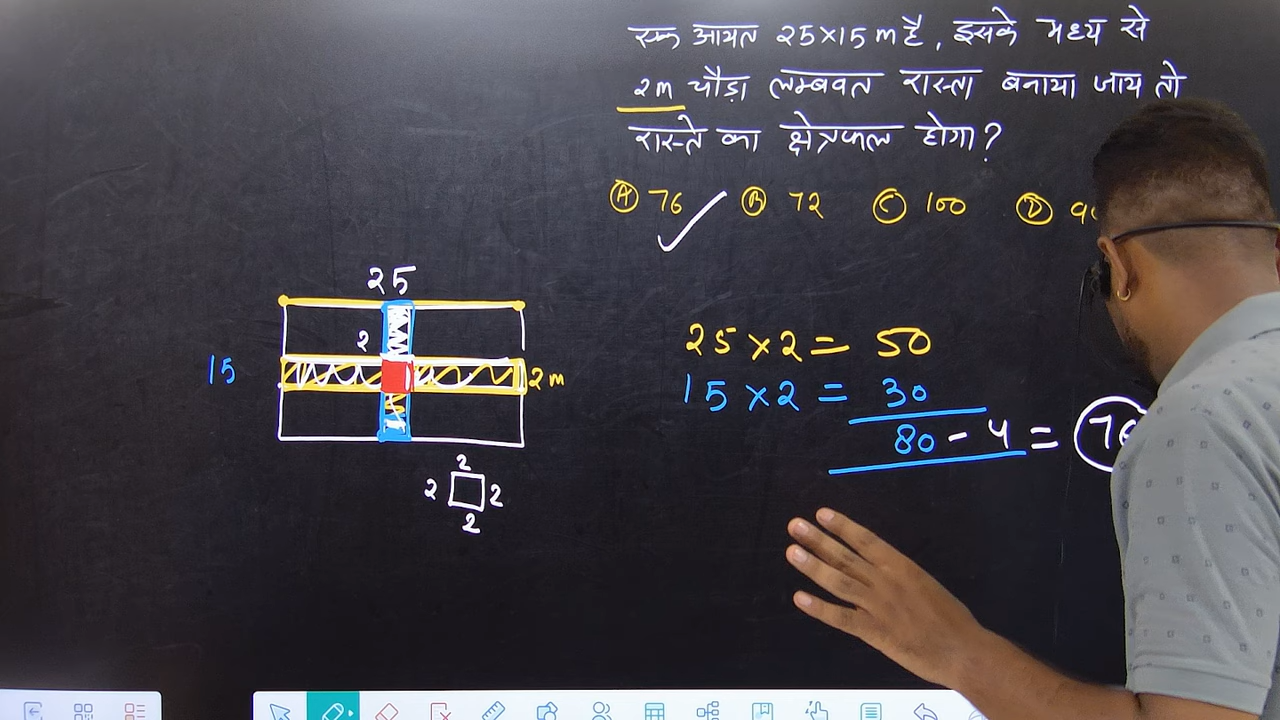 एक आयत 25×15 m है, इसके मध्य से
2m चौड़ा लम्बवत रास्ता बनाया जाय तो
रास्ते का क्षेत्रफल होगा?
Ⓐ 76 Ⓑ 72 Ⓒ 100 Ⓓ
25
2
15
2m
2
2 2
2
25 × 2 = 50
15 × 2 = 30
80 - 4 =